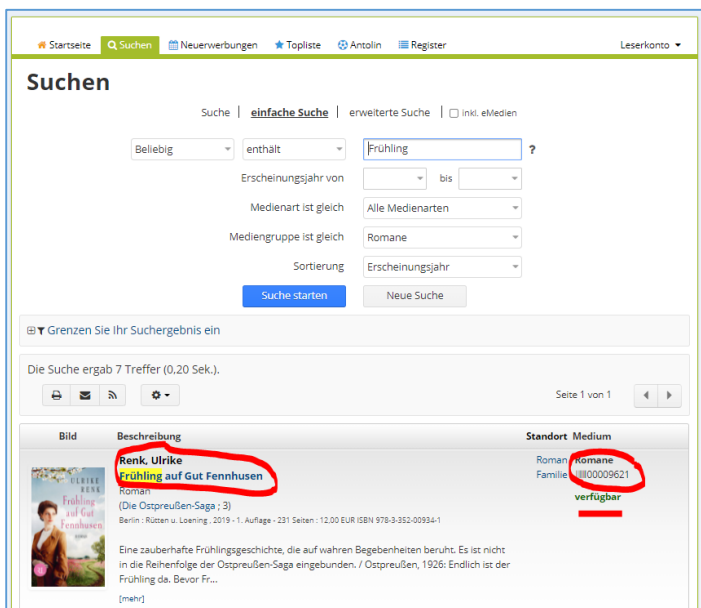 Startseite Suchen Neuerwerbungen Topliste Antolin Register Leserkonto
Suchen
Suche | einfache Suche | erweiterte Suche | inkl. eMedien
Beliebig enthält Frühling ?
Erscheinungsjahr von bis
Medienart ist gleich Alle Medienarten
Mediengruppe ist gleich Romane
Sortierung Erscheinungsjahr
Suche starten Neue Suche
Grenzen Sie Ihr Suchergebnis ein
Die Suche ergab 7 Treffer (0,20 Sek.).
Seite 1 von 1
Bild Beschreibung Standort Medium
Renk, Ulrike Roman Romane
Frühling auf Gut Fennhusen Familie 00009621
Roman
verfügbar
(Die Ostpreußen-Saga ; 3)
Berlin : Rütten u. Loening , 2019 - 1. Auflage - 231 Seiten : 12,00 EUR ISBN 978-3-352-00934-1
Eine zauberhafte Frühlingsgeschichte, die auf wahren Begebenheiten beruht. Es ist nicht
in die Reihenfolge der Ostpreußen-Saga eingebunden. / Ostpreußen, 1926: Endlich ist der
Frühling da. Bevor Fr...
[mehr]
ULRIKE
RENK
Frühling
auf Gut
Fennhusen